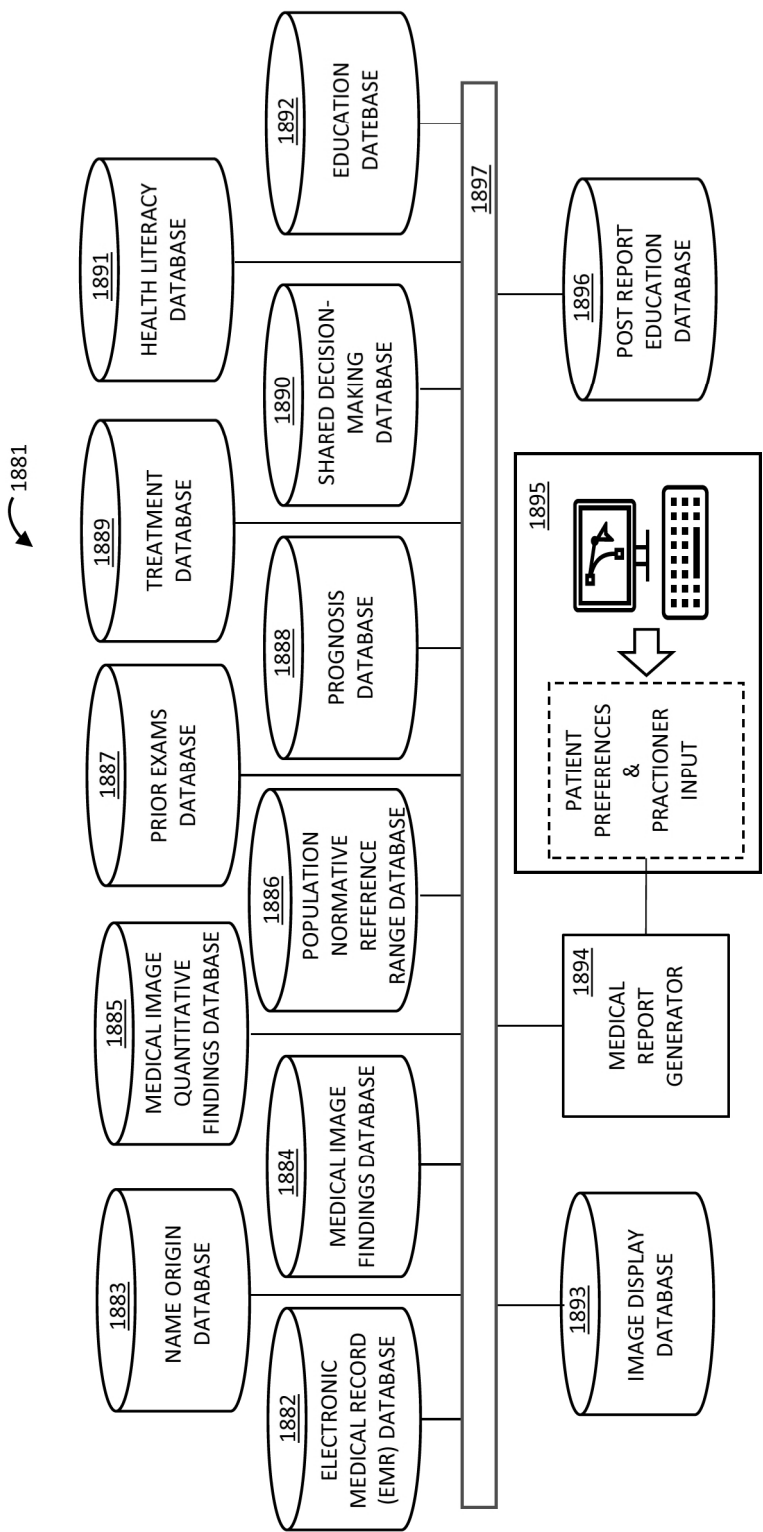 1881
1883
NAME ORIGIN
DATABASE
1885
MEDICAL IMAGE
QUANTITATIVE
FINDINGS DATABASE
1887
PRIOR EXAMS
DATABASE
1889
TREATMENT
DATABASE
1891
HEALTH LITERACY
DATABASE
1882
ELECTRONIC
MEDICAL RECORD
(EMR) DATABASE
1884
MEDICAL IMAGE
FINDINGS DATABASE
1886
POPULATION
NORMATIVE
REFERENCE
RANGE DATABASE
1888
PROGNOSIS
DATABASE
1890
SHARED DECISION-
MAKING
DATABASE
1892
EDUCATION
DATEBASE
1897
1893
IMAGE DISPLAY
DATABASE
1894
MEDICAL
REPORT
GENERATOR
1895
PATIENT
PREFERENCES
&
PRACTIONER
INPUT
1896
POST REPORT
EDUCATION
DATABASE